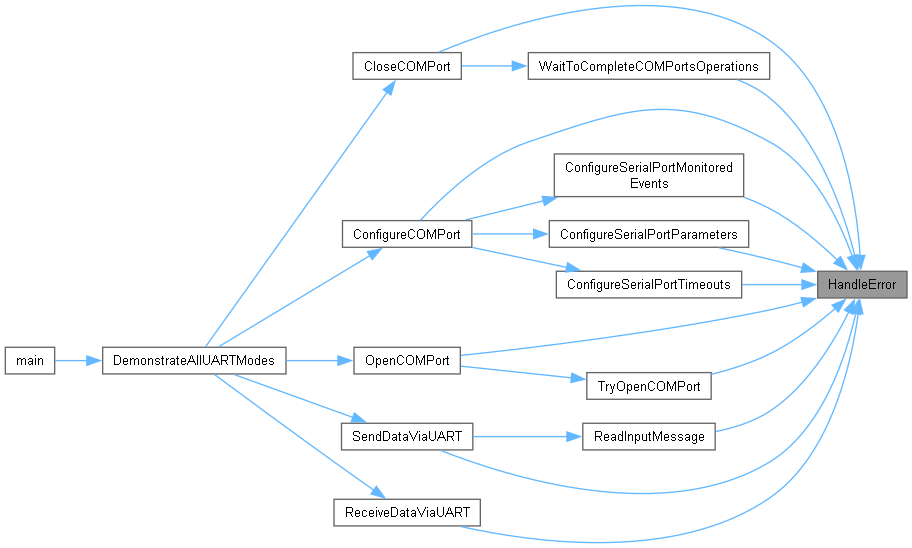 CloseCOMPort
WaitToCompleteCOMPortsOperations
ConfigureSerialPortMonitored
Events
ConfigureCOMPort
ConfigureSerialPortParameters
ConfigureSerialPortTimeouts
HandleError
main
DemonstrateAllUARTModes
OpenCOMPort
TryOpenCOMPort
SendDataViaUART
ReadInputMessage
ReceiveDataViaUART